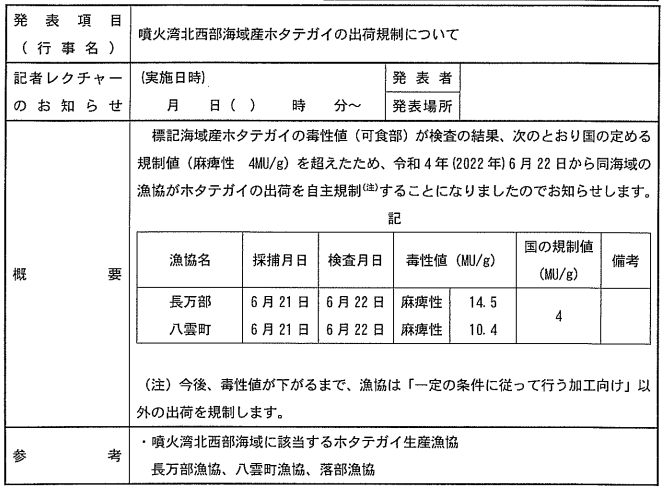 発表項目
(行事名)
噴火湾北西部海域産ホタテガイの出荷規制について
記者レクチャー
のお知らせ
(実施日時)
月 日( ) 時 分~
発表者
発表場所
概要
標記海域産ホタテガイの毒性値（可食部）が検査の結果、次のとおり国の定める
規制値（麻痺性 4MU/g）を超えたため、令和4年(2022年)6月22日から同海域の
漁協がホタテガイの出荷を自主規制(注)することになりましたのでお知らせします。
記
漁協名 採捕月日 検査月日 毒性値 (MU/g) 国の規制値 (MU/g) 備考
長万部 6月21日 6月22日 麻痺性 14.5 4
八雲町 6月21日 6月22日 麻痺性 10.4
（注）今後、毒性値が下がるまで、漁協は「一定の条件に従って行う加工向け」以
外の出荷を規制します。
参考
・噴火湾北西部海域に該当するホタテガイ生産漁協
長万部漁協、八雲町漁協、落部漁協